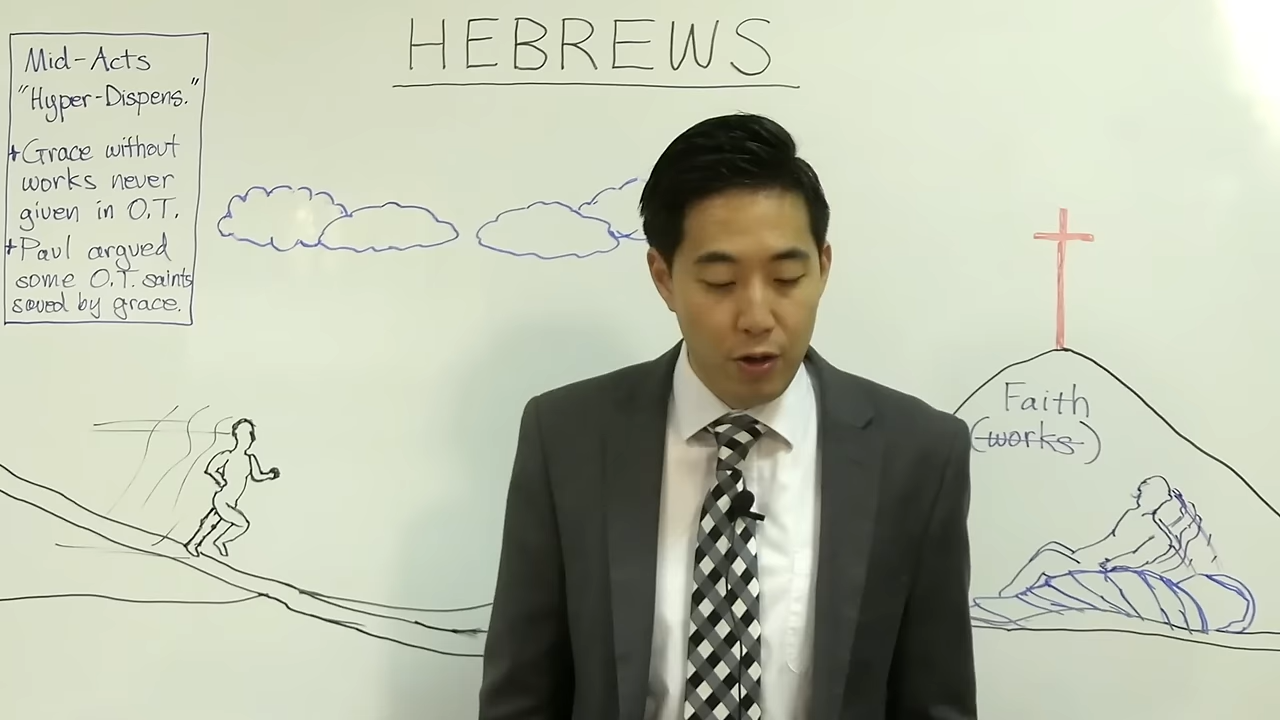 HEBREWS
Mid-Acts
"Hyper-Dispens."
+Grace without
works never
given in O.T.
+Paul argued
some O.T. saints
saved by grace.
Faith
(works)